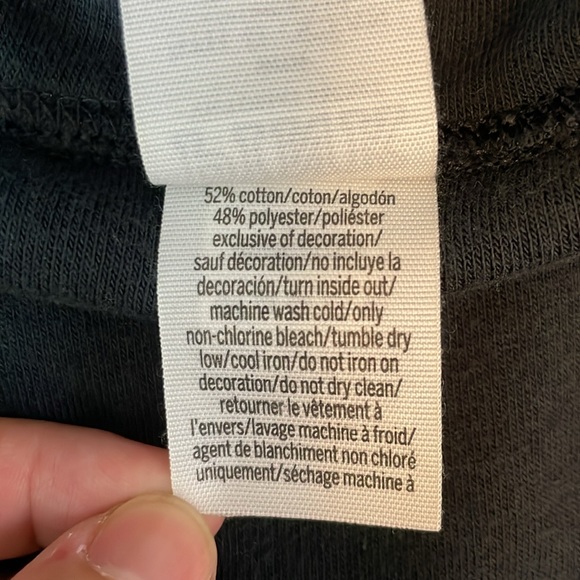 52% cotton/coton/algodón
48% polyester/poliéster
exclusive of decoration/
sauf décoration/no incluye la
decoración/turn inside out/
machine wash cold/only
non-chlorine bleach/tumble dry
low/cool iron/do not iron on
decoration/do not dry clean/
retourner le vêtement à
l'envers/lavage machine à froid/
agent de blanchiment non chloré
uniquement/séchage machine à